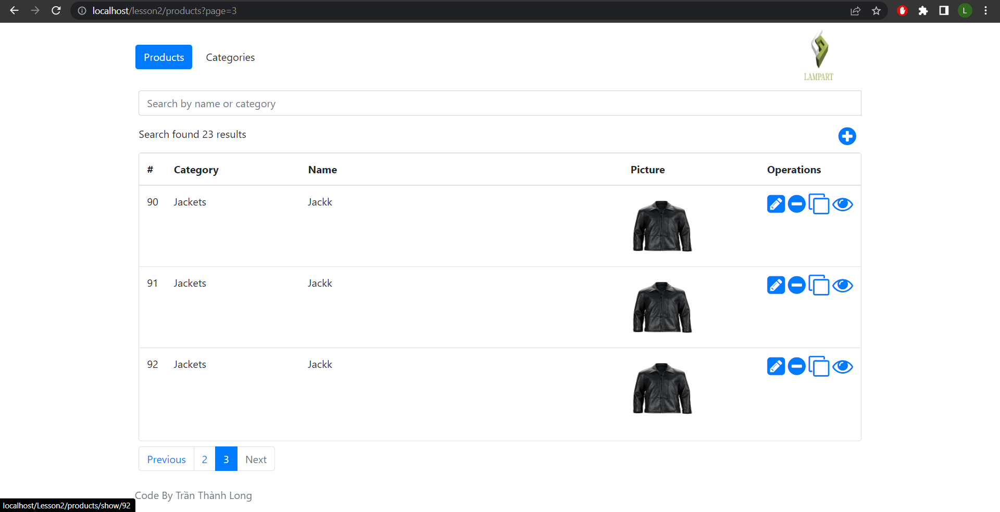 localhost/lesson2/products?page=3
L
Products Categories
LAMPART
Search by name or category
Search found 23 results
# Category Name Picture Operations
90 Jackets Jackk
91 Jackets Jackk
92 Jackets Jackk
Previous 2 3 Next
Code By Trần Thành Long
localhost/Lesson2/products/show/92